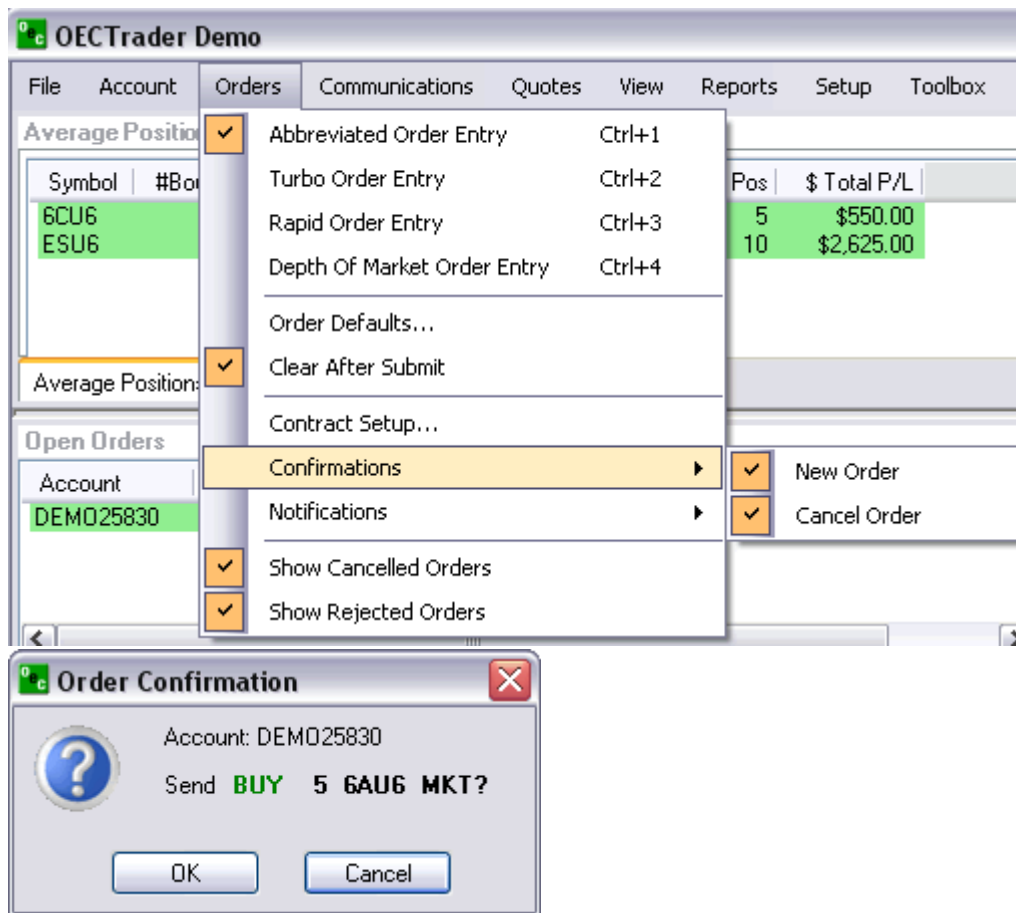 OEC OECTrader Demo
File Account Orders Communications Quotes View Reports Setup Toolbox
Average
Abbreviated Order Entry Ctrl+1
Symbol
Turbo Order Entry Ctrl+2
Pos $ Total P/L
6CU6
Rapid Order Entry Ctrl+3
5 $550.00
ESU6
10 $2,625.00
Depth Of Market Order Entry Ctrl+4
Order Defaults...
Clear After Submit
Average Position
Contract Setup...
Open Orders
Confirmations
New Order
Account
Cancel Order
DEMO25830
Notifications
Show Cancelled Orders
Show Rejected Orders
OEC Order Confirmation
Account: DEMO25830
Send BUY 5 6AU6 MKT?
OK Cancel